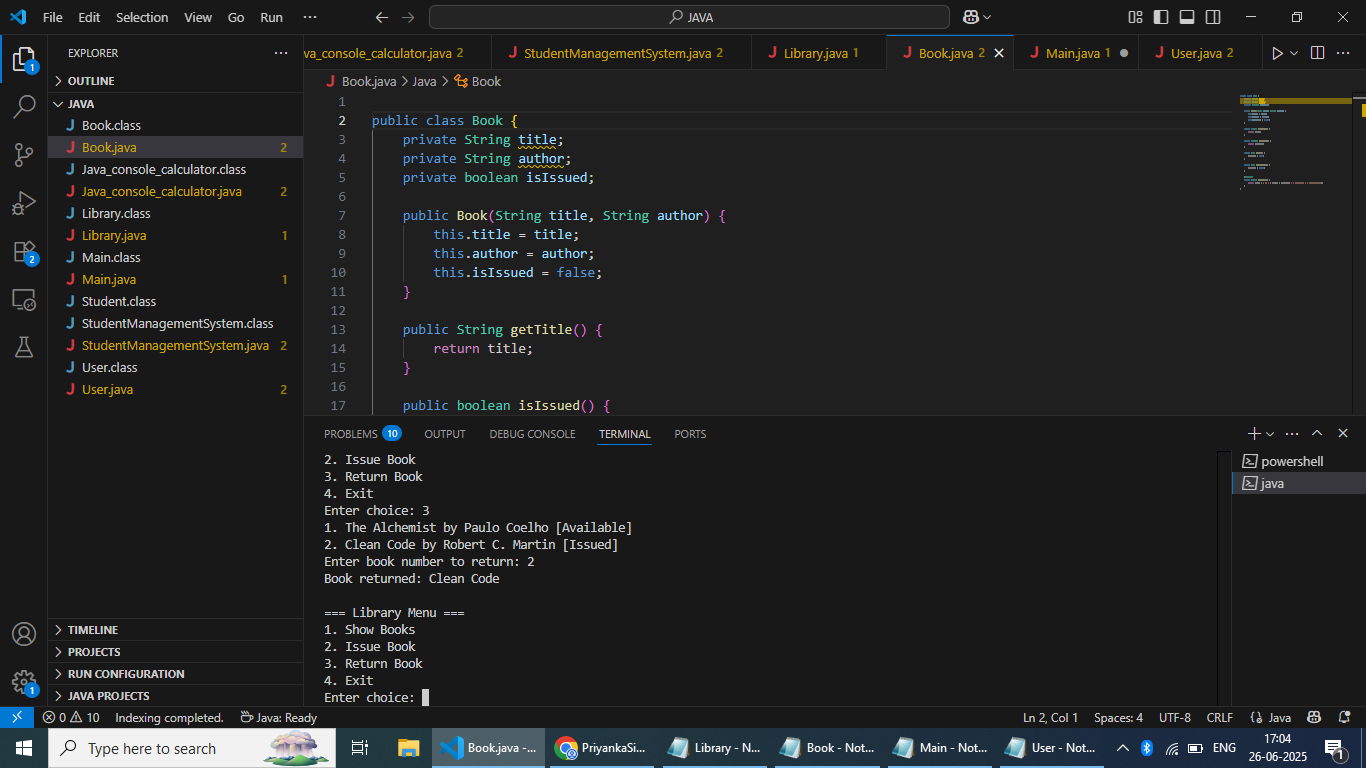 File Edit Selection View Go Run ··· JAVA
EXPLORER ···
ava_console_calculator.java 2 StudentManagementSystem.java 2 Library.java 1 Book.java 2 Main.java 1 User.java 2
OUTLINE
JAVA
Book.class
Book.java 2
Java_console_calculator.class
Java_console_calculator.java 2
Library.class
Library.java 1
Main.class
Main.java 1
Student.class
StudentManagementSystem.class
StudentManagementSystem.java 2
User.class
User.java 2
TIMELINE
PROJECTS
RUN CONFIGURATION
JAVA PROJECTS
1
2
1
Book.java > Java > Book
1
2 public class Book {
3 private String title;
4 private String author;
5 private boolean isIssued;
6
7 public Book(String title, String author) {
8 this.title = title;
9 this.author = author;
10 this.isIssued = false;
11 }
12
13 public String getTitle() {
14 return title;
15 }
16
17 public boolean isIssued() {
PROBLEMS 10 OUTPUT DEBUG CONSOLE TERMINAL PORTS
2. Issue Book
3. Return Book
4. Exit
Enter choice: 3
1. The Alchemist by Paulo Coelho [Available]
2. Clean Code by Robert C. Martin [Issued]
Enter book number to return: 2
Book returned: Clean Code
=== Library Menu ===
1. Show Books
2. Issue Book
3. Return Book
4. Exit
Enter choice:
powershell
java
0 10 Indexing completed. Java: Ready Ln 2, Col 1 Spaces: 4 UTF-8 CRLF {} Java
Type here to search Book.java -... PriyankaSi... Library - N... Book - Not... Main - Not... User - Not... ENG 17:04
26-06-2025 1